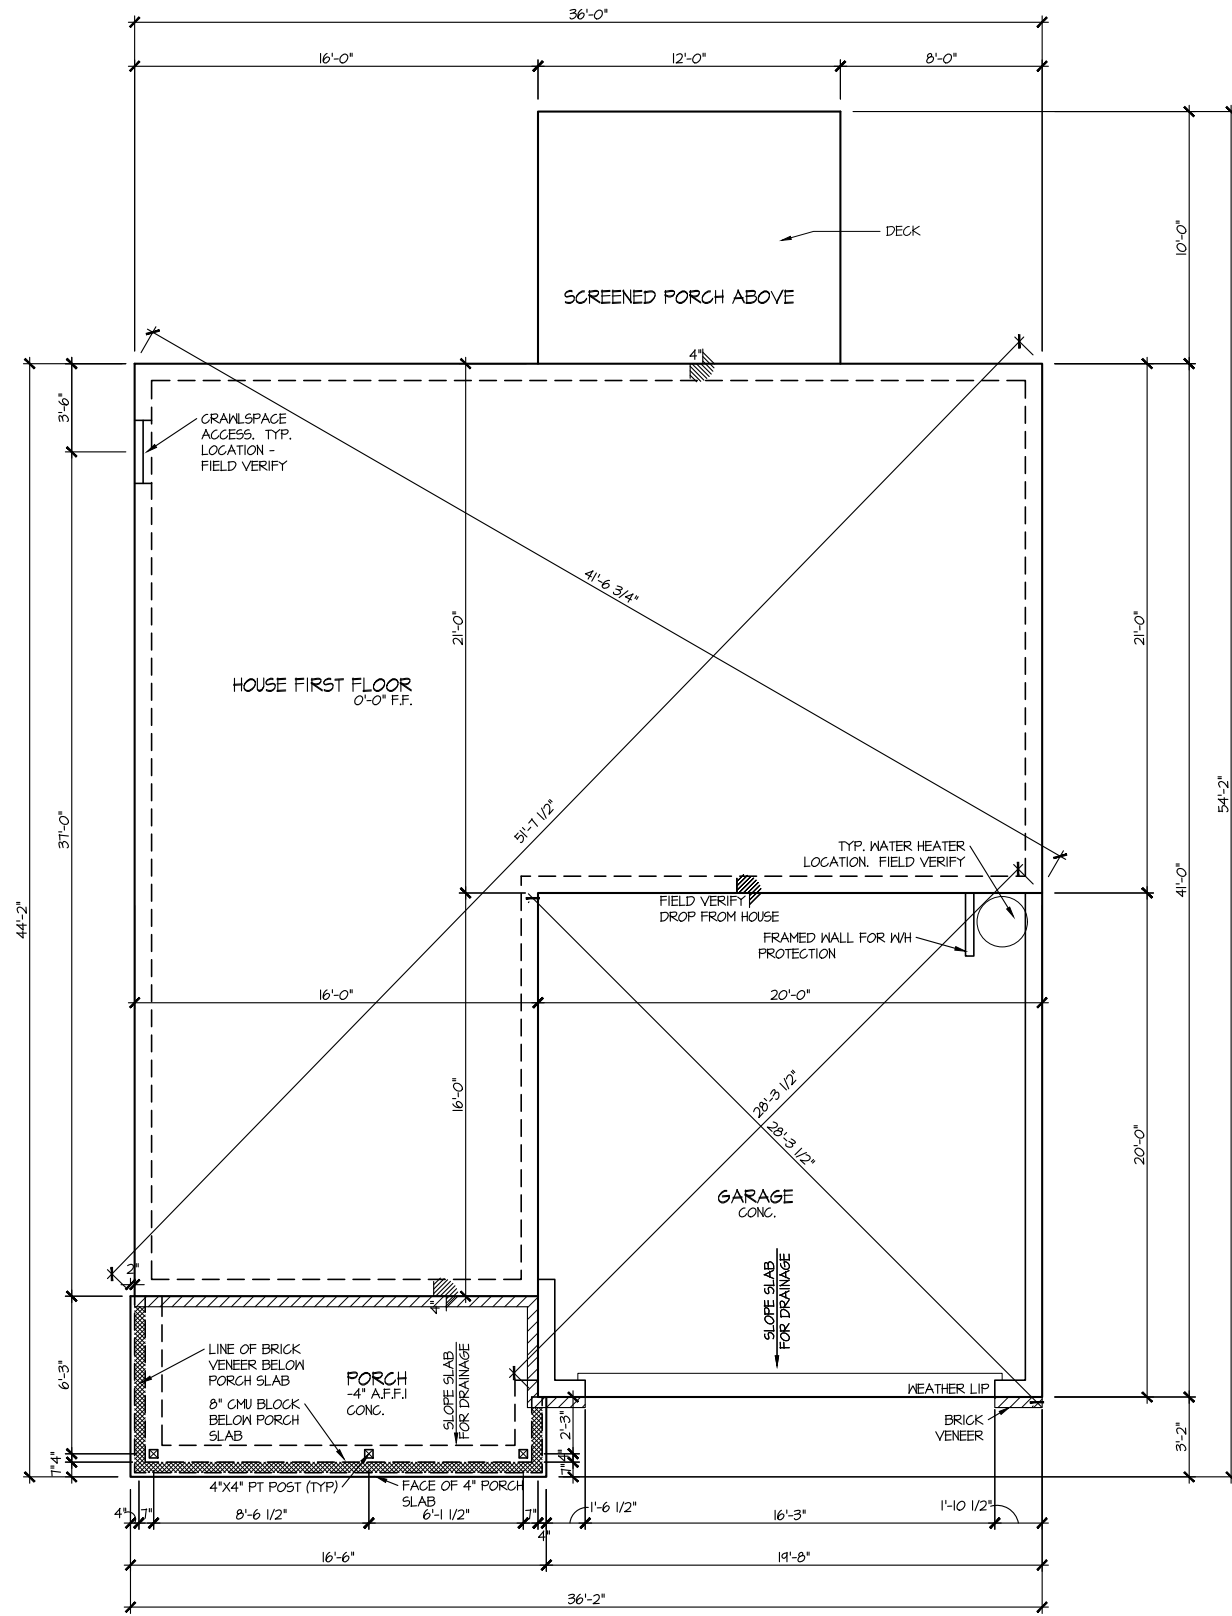 36'-0"
16'-0"
12'-0"
8'-0"
DECK
10'-0"
SCREENED PORCH ABOVE
4"
3'-6"
CRAWLSPACE
ACCESS. TYP.
LOCATION -
FIELD VERIFY
41'-6 3/4"
21'-0"
21'-0"
HOUSE FIRST FLOOR
0'-0" F.F.
54'-2"
37'-0"
51'-7 1/2"
TYP. WATER HEATER
LOCATION. FIELD VERIFY
41'-0"
44'-2"
FIELD VERIFY
DROP FROM HOUSE
FRAMED WALL FOR W/H
PROTECTION
16'-0"
20'-0"
16'-0"
28'-3 1/2"
28'-3 1/2"
20'-0"
GARAGE
CONC.
2"
4"
SLOPE SLAB
FOR DRAINAGE
LINE OF BRICK
VENEER BELOW
PORCH SLAB
6'-3"
PORCH
-4" A.F.F.I
CONC.
SLOPE SLAB
FOR DRAINAGE
8" CMU BLOCK
BELOW PORCH
SLAB
WEATHER LIP
BRICK
VENEER
2'-3"
3'-2"
4"
7"
4"
7"
4"X4" PT POST (TYP)
FACE OF 4" PORCH
SLAB
4"
7"
8'-6 1/2"
6'-1 1/2"
7"
4"
1'-6 1/2"
16'-3"
1'-10 1/2"
16'-6"
19'-8"
36'-2"